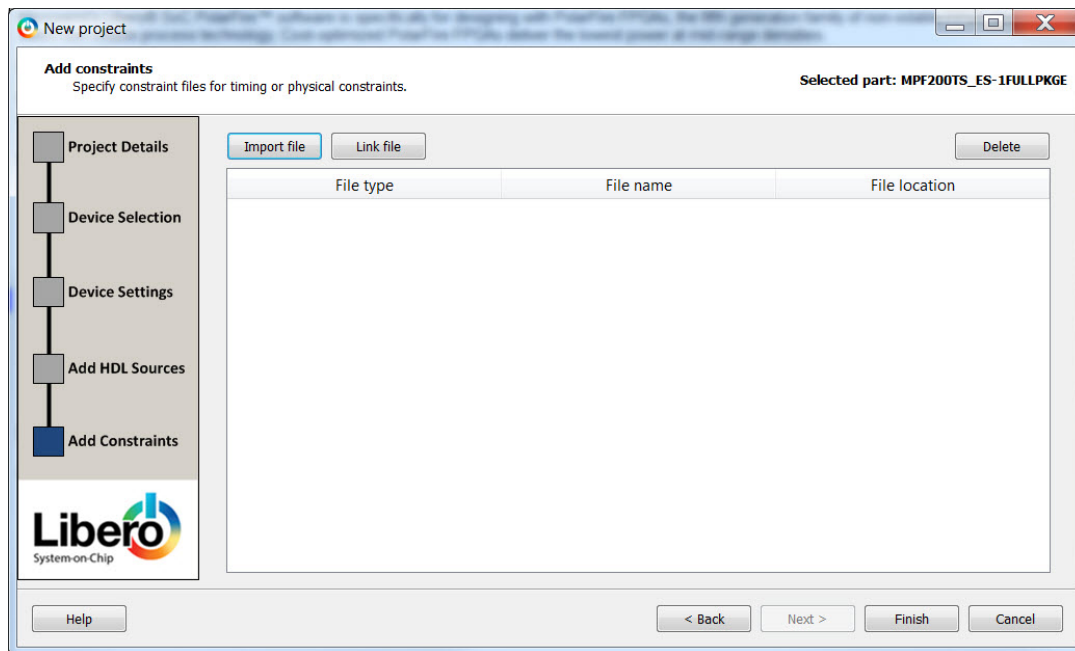 New project
Add constraints
Specify constraint files for timing or physical constraints.
Selected part: MPF200TS_ES-1FULLPKGE
Project Details
Device Selection
Device Settings
Add HDL Sources
Add Constraints
Libero
System-on-Chip
Import file
Link file
Delete
File type
File name
File location
Help
< Back
Next >
Finish
Cancel